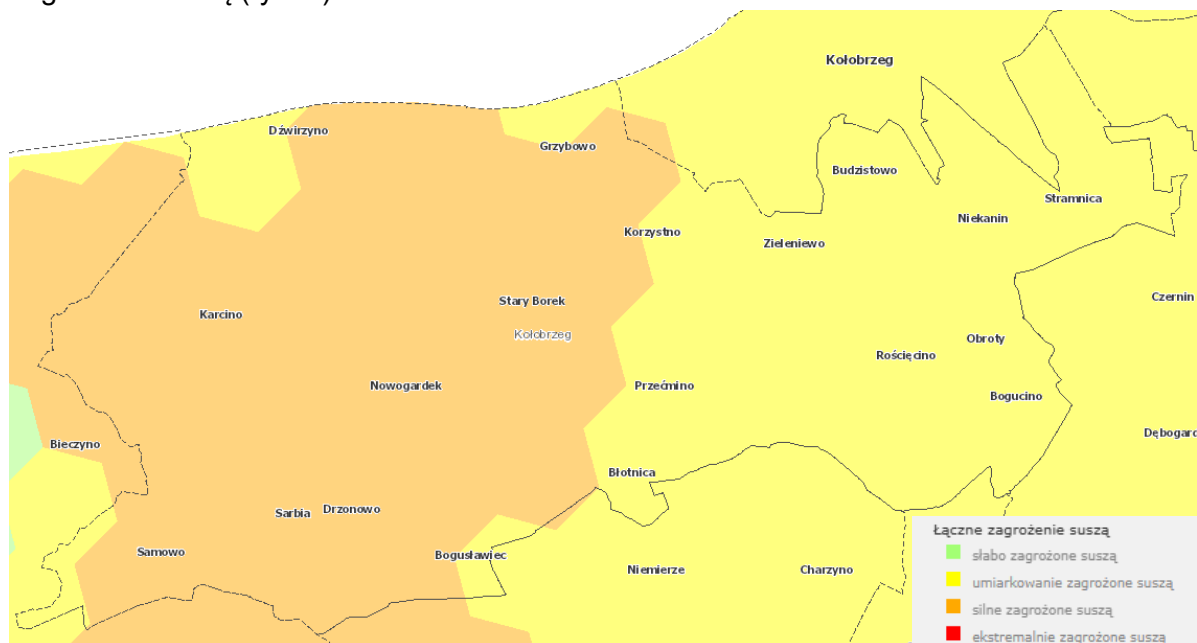 Kołobrzeg
Dźwirzyno
Grzybowo
Budzistowo
Stramnica
Niekanin
Korzystno
Zieleniewo
Czernin
Stary Borek
Karcino
Kołobrzeg
Obroty
Rościęcino
Nowogardek
Przećmino
Bogucino
Bieczyno
Dębogard
Błotnica
Sarbia
Drzonowo
Samowo
Bogusławiec
Niemierze
Charzyno
Łączne zagrożenie suszą
słabo zagrożone suszą
umiarkowanie zagrożone suszą
silne zagrożone suszą
ekstremalnie zagrożone suszą